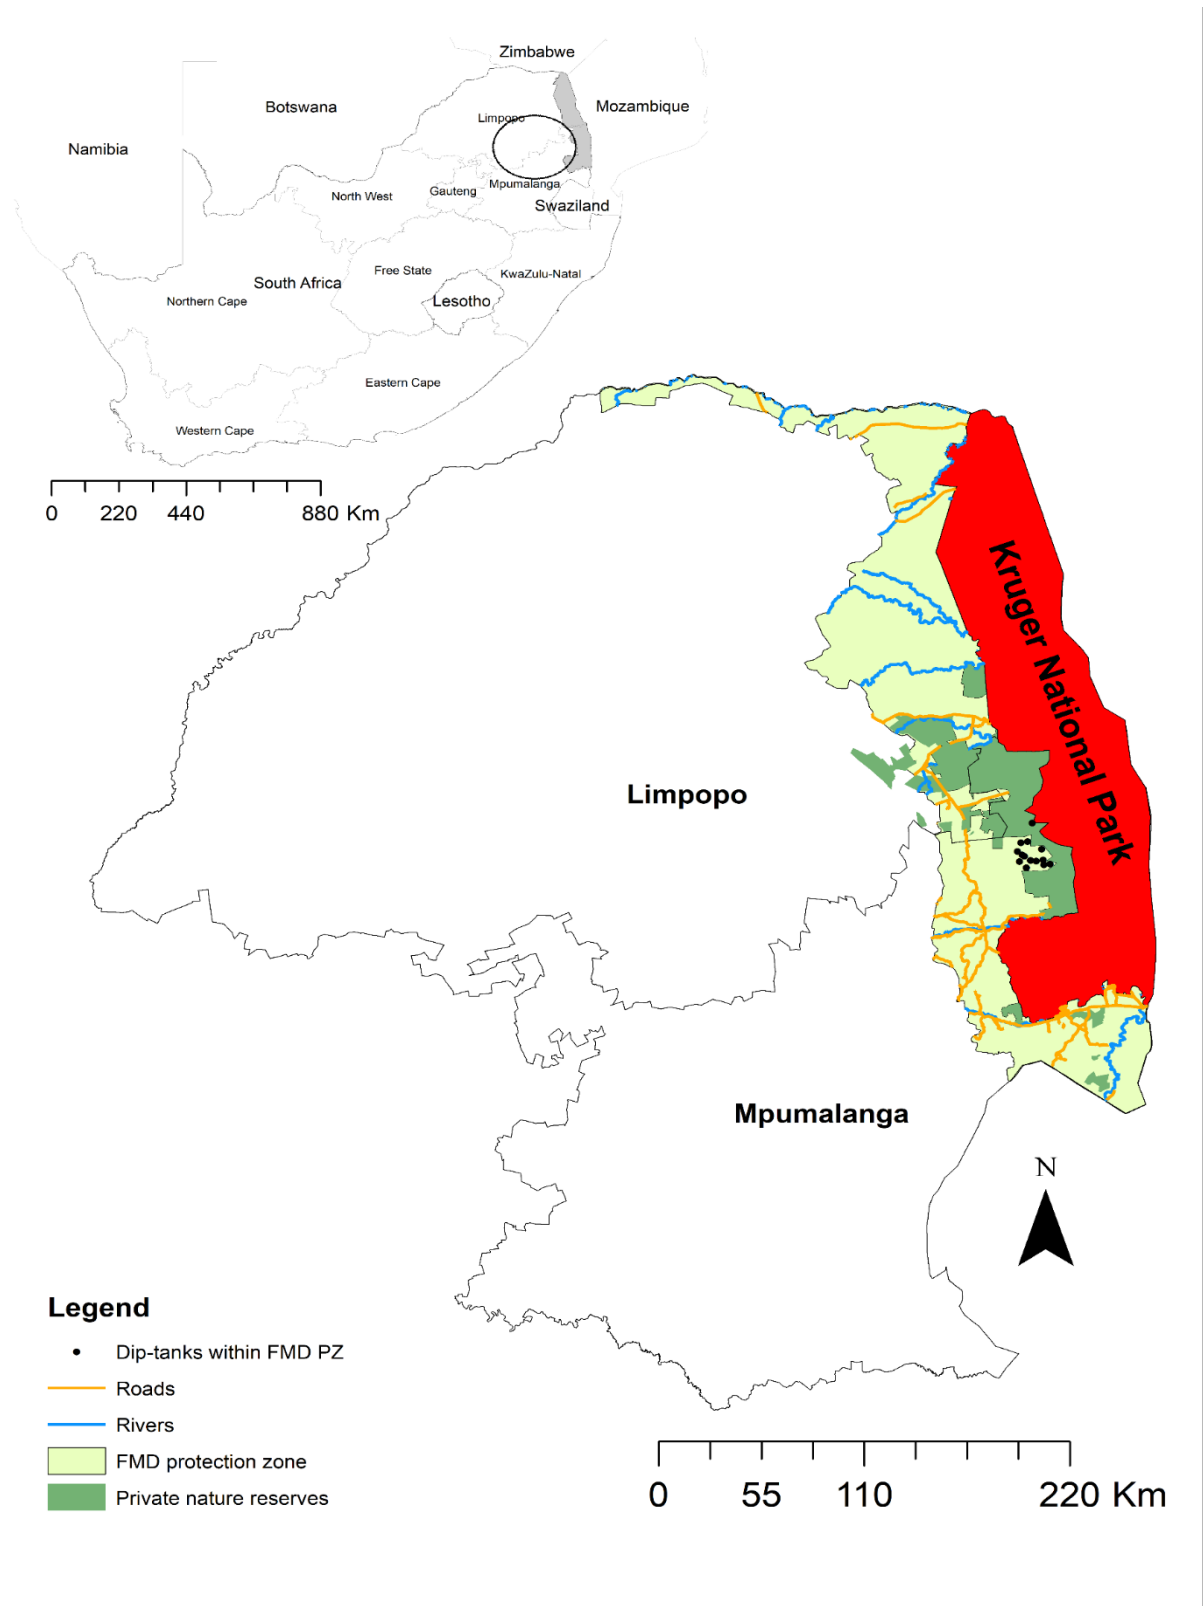 Zimbabwe
Botswana
Mozambique
Limpopo
Namibia
Mpumalanga
Gauteng
North West
Swaziland
Free State
KwaZulu-Natal
South Africa
Northern Cape
Lesotho
Eastern Cape
Western Cape
0 220 440 880 Km
Kruger National Park
Limpopo
Mpumalanga
N
Legend
Dip-tanks within FMD PZ
Roads
Rivers
FMD protection zone
Private nature reserves
0 55 110 220 Km